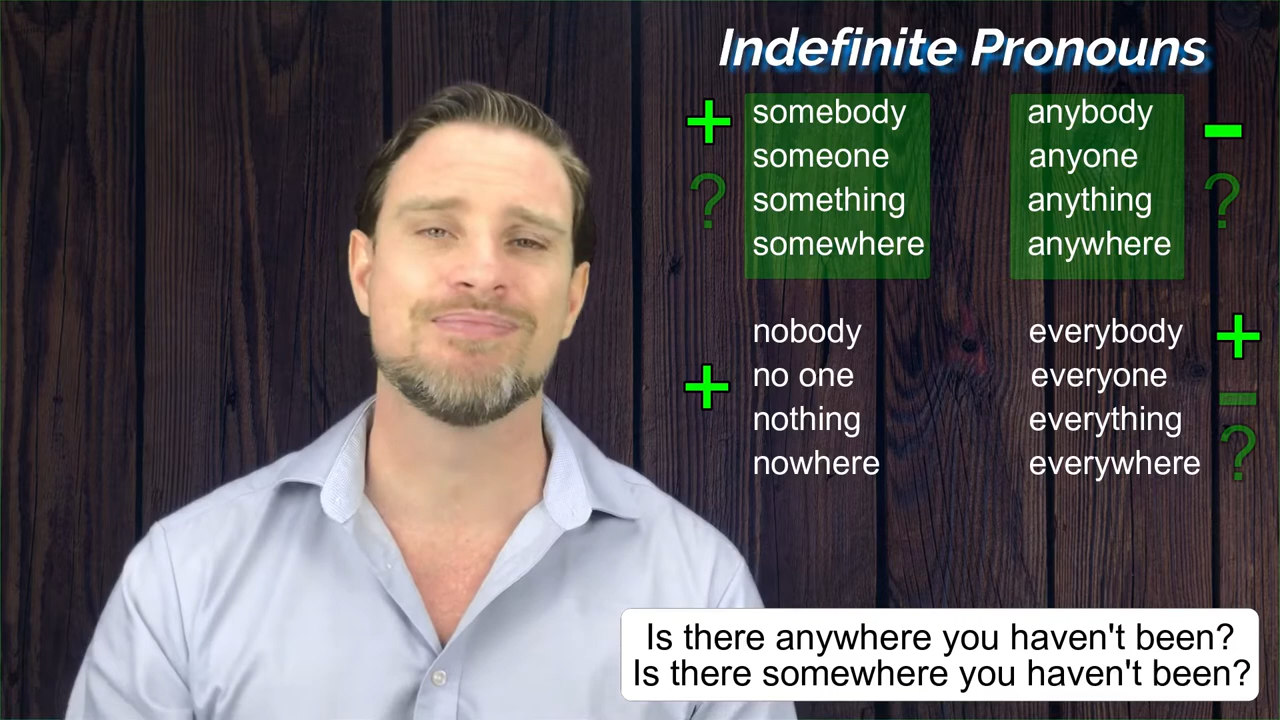 Indefinite Pronouns
+
?
somebody
someone
something
somewhere
anybody
anyone
anything
anywhere
-
?
+
nobody
no one
nothing
nowhere
everybody
everyone
everything
everywhere
+
-
?
Is there anywhere you haven't been?
Is there somewhere you haven't been?